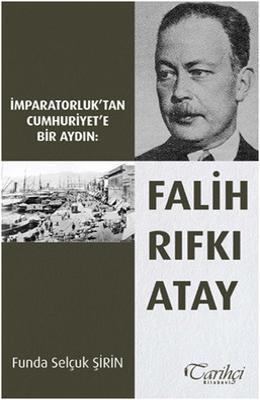 İMPARATORLUK'TAN
CUMHURİYET'E
BİR AYDIN:
FALİH
RIFKI
ATAY
Funda Selçuk ŞİRİN
Tarihçi
Kitabevi